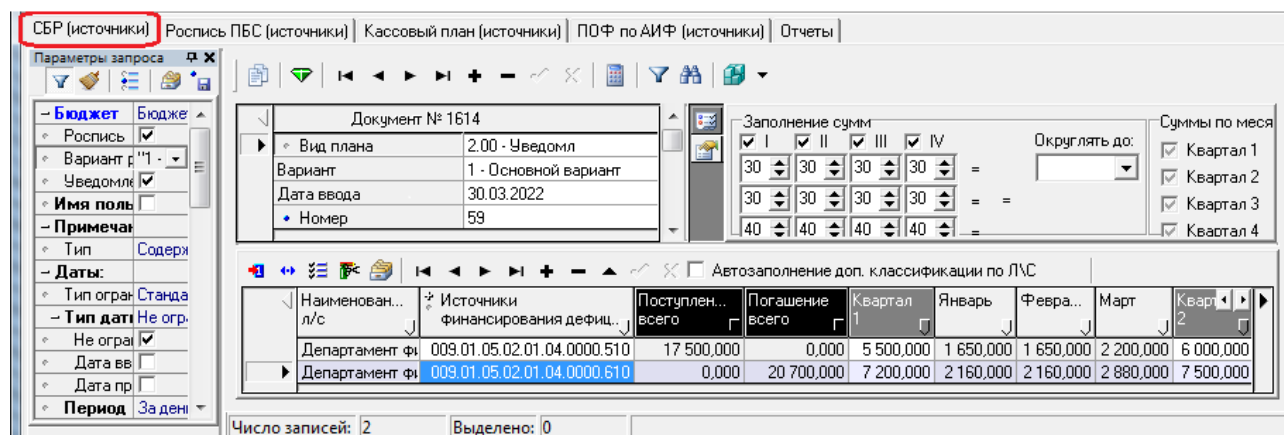 СБР (источники) Роспись ПБС (источники) Кассовый план (источники) ПОФ по АИФ (источники) Отчеты
Параметры запроса
Бюджет Бюдже
Роспись
Вариант р "1 -
Уведомле
Имя поль
Примечан
Тип Содерж
Даты:
Тип огран Станда
Тип дат Не огр
Не огра
Дата вв
Дата пр
Период За ден
Документ № 1614
Вид плана 2.00 - Уведомл
Вариант 1 - Основной вариант
Дата ввода 30.03.2022
Номер 59
Заполнение сумм
I II III IV
30 30 30 30 =
30 30 30 30 = =
40 40 40 40 =
Округлять до:
Суммы по меся
Квартал 1
Квартал 2
Квартал 3
Квартал 4
Автозаполнение доп. классификации по Л\С
Наименован... л/с Источники финансирования дефиц... Поступлен... всего Погашение всего Квартал 1 Январь Февра... Март Кварт 2
Департамент фи 009.01.05.02.01.04.0000.510 17 500,000 0,000 5 500,000 1 650,000 1 650,000 2 200,000 6 000,000
Департамент фи 009.01.05.02.01.04.0000.610 0,000 20 700,000 7 200,000 2 160,000 2 160,000 2 880,000 7 500,000
Число записей: 2 Выделено: 0